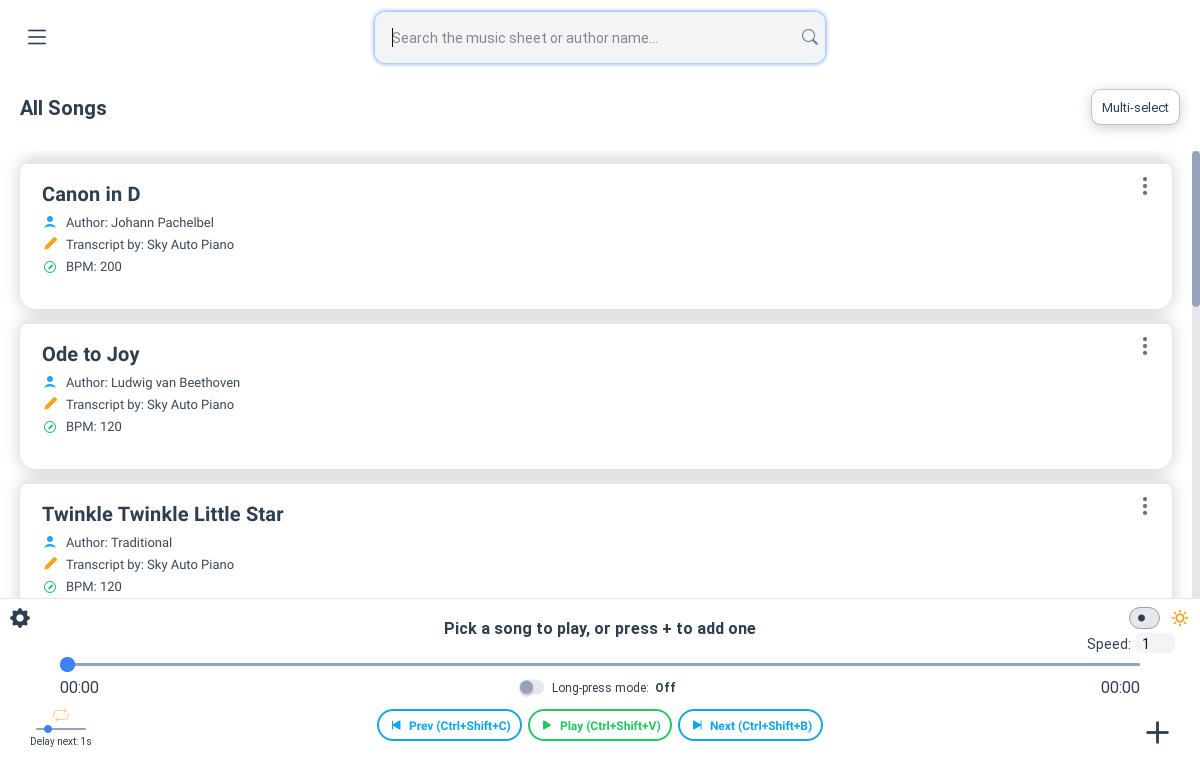 Search the music sheet or author name...
All Songs
Multi-select
Canon in D
Author: Johann Pachelbel
Transcript by: Sky Auto Piano
BPM: 200
Ode to Joy
Author: Ludwig van Beethoven
Transcript by: Sky Auto Piano
BPM: 120
Twinkle Twinkle Little Star
Author: Traditional
Transcript by: Sky Auto Piano
BPM: 120
Pick a song to play, or press + to add one
Speed: 1
00:00
Long-press mode: Off
00:00
Prev (Ctrl+Shift+C)
Play (Ctrl+Shift+V)
Next (Ctrl+Shift+B)
Delay next: 1s